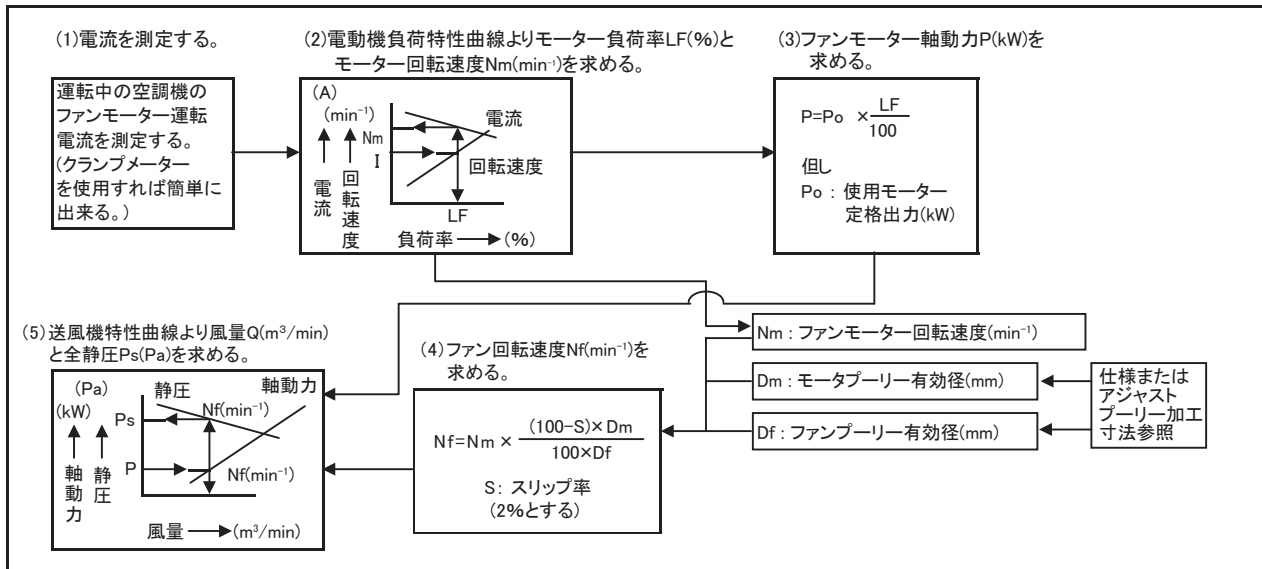 (1)電流を測定する。
運転中の空調機の
ファンモーター運転
電流を測定する。
(クランプメーター
を使用すれば簡単に
出来る。)
(2)電動機負荷特性曲線よりモーター負荷率LF(%)と
モーター回転速度Nm(min⁻¹)を求める。
(A)
(min⁻¹)
Nm
I
電流
回転速度
電流
回転速度
LF
負荷率 (%)
(3)ファンモーター軸動力P(kW)を
求める。
P=Po × LF
100
但し
Po : 使用モーター
定格出力(kW)
Nm : ファンモーター回転速度(min⁻¹)
Dm : モータプーリー有効径(mm)
Df : ファンプーリー有効径(mm)
仕様または
アジャスト
プーリー加工
寸法参照
(4)ファン回転速度Nf(min⁻¹)を
求める。
Nf=Nm × (100-S)×Dm
100×Df
S: スリップ率
(2%とする)
(5)送風機特性曲線より風量Q(m³/min)
と全静圧Ps(Pa)を求める。
(Pa)
(kW)
静圧
軸動力
Ps
Nf(min⁻¹)
P
Nf(min⁻¹)
軸動力
静圧
風量 (m³/min)